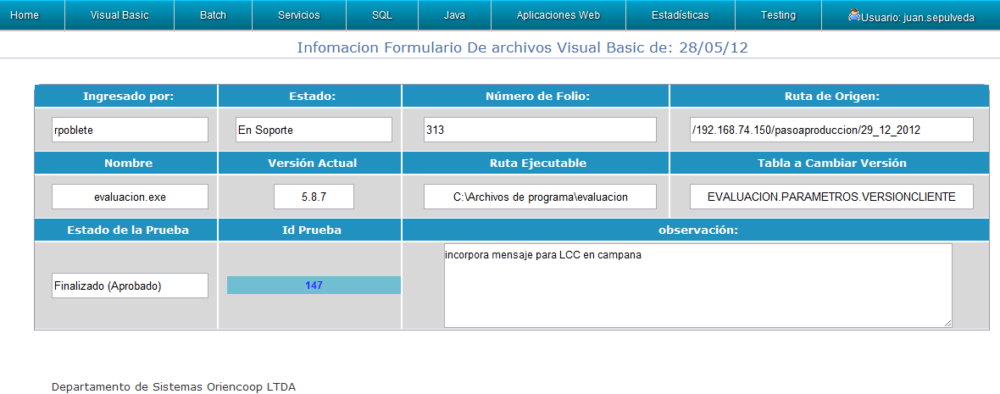 Home Visual Basic Batch Servicios SQL Java Aplicaciones Web Estadísticas Testing Usuario: juan.sepulveda
Infomacion Formulario De archivos Visual Basic de: 28/05/12
Ingresado por: Estado: Número de Folio: Ruta de Origen:
rpoblete En Soporte 313 /192.168.74.150/pasoaproduccion/29_12_2012
Nombre Versión Actual Ruta Ejecutable Tabla a Cambiar Versión
evaluacion.exe 5.8.7 C:\Archivos de programa\evaluacion EVALUACION.PARAMETROS.VERSIONCLIENTE
Estado de la Prueba Id Prueba observación:
incorpora mensaje para LCC en campana
Finalizado (Aprobado) 147
Departamento de Sistemas Oriencoop LTDA